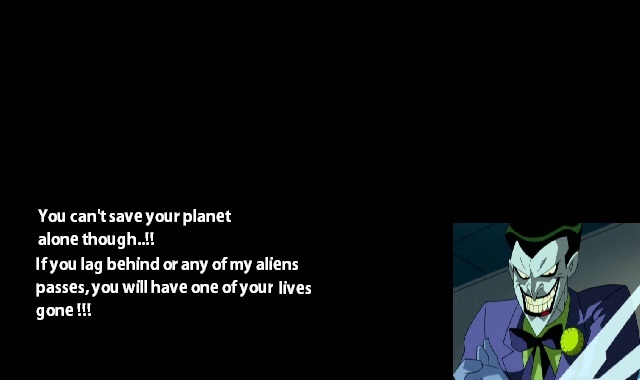 You can't save your planet
alone though..!!
If you lag behind or any of my aliens
passes, you will have one of your lives
gone !!!